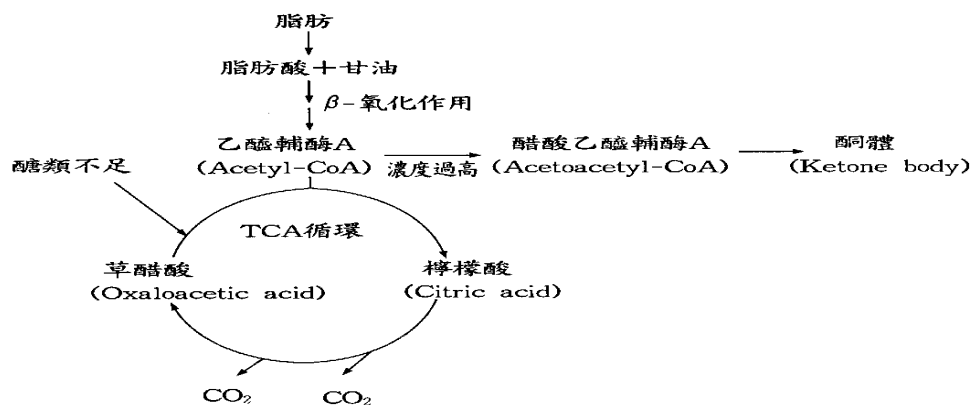 脂肪
脂肪酸＋甘油
β-氧化作用
乙醯輔酶A
(Acetyl-CoA)
濃度過高
醋酸乙醯輔酶A
(Acetoacetyl-CoA)
酮體
(Ketone body)
醣類不足
TCA循環
草醋酸
(Oxaloacetic acid)
檸檬酸
(Citric acid)
CO₂
CO₂